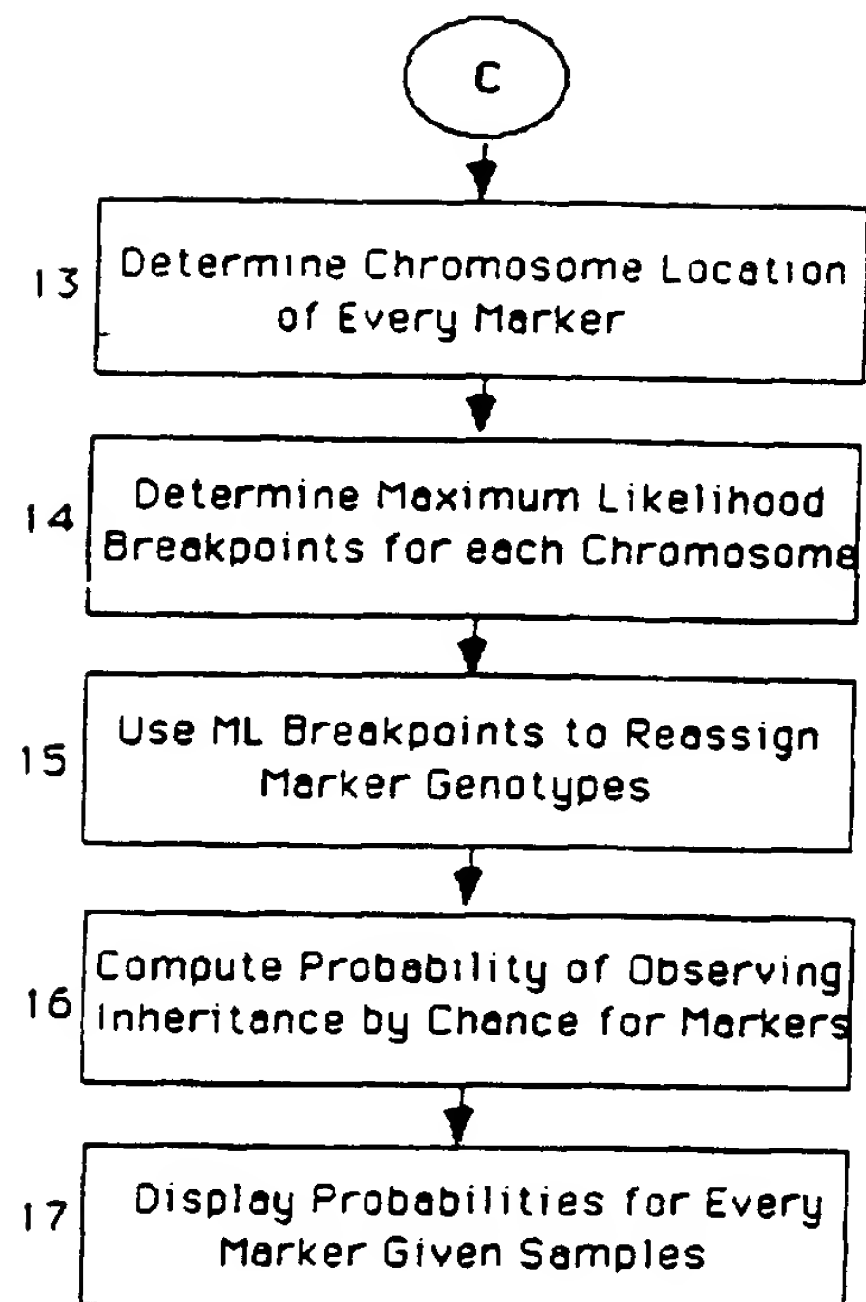 C
13
Determine Chromosome Location
of Every Marker
14
Determine Maximum Likelihood
Breakpoints for each Chromosome
15
Use ML Breakpoints to Reassign
Marker Genotypes
16
Compute Probability of Observing
Inheritance by Chance for Markers
17
Display Probabilities for Every
Marker Given Samples